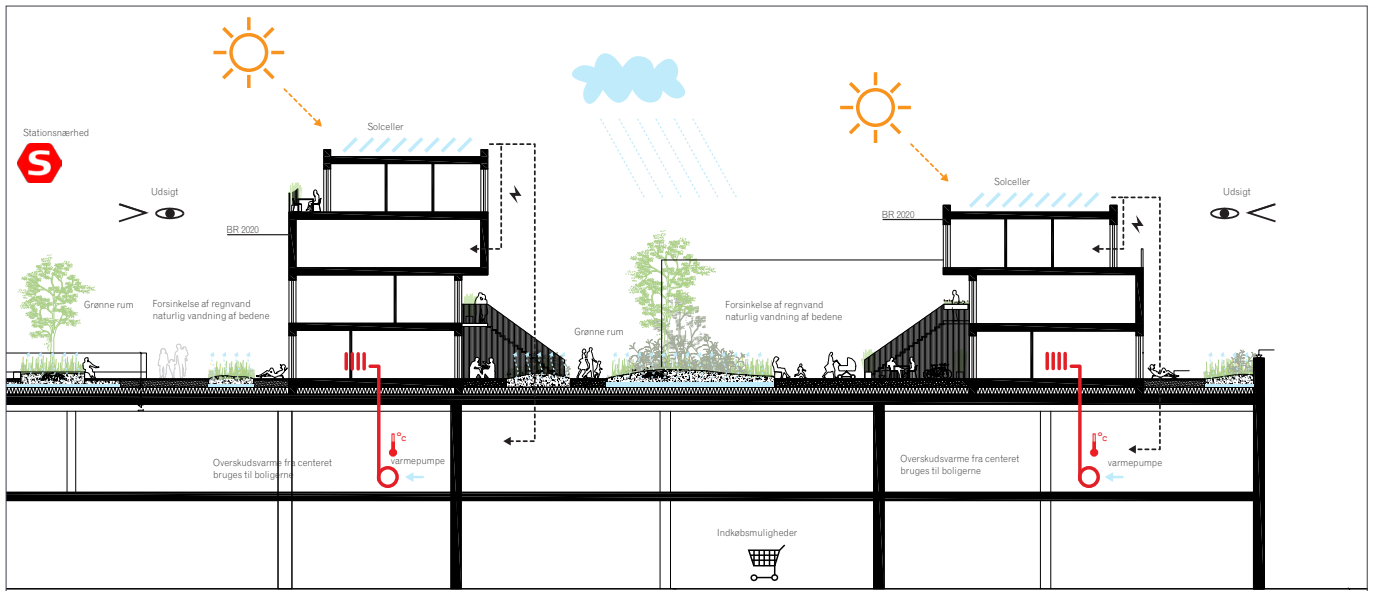 Solceller
Stationsnærhed
S
Udsigt
BR 2020
Solceller
Udsigt
BR 2020
Grønne rum
Forsinkelse af regnvand
naturlig vandning af bedene
Grønne rum
Forsinkelse af regnvand
naturlig vandning af bedene
°c
Overskudsvarme fra centeret
bruges til boligerne
varmepumpe
°c
Overskudsvarme fra centeret
bruges til boligerne
varmepumpe
Indkøbsmuligheder